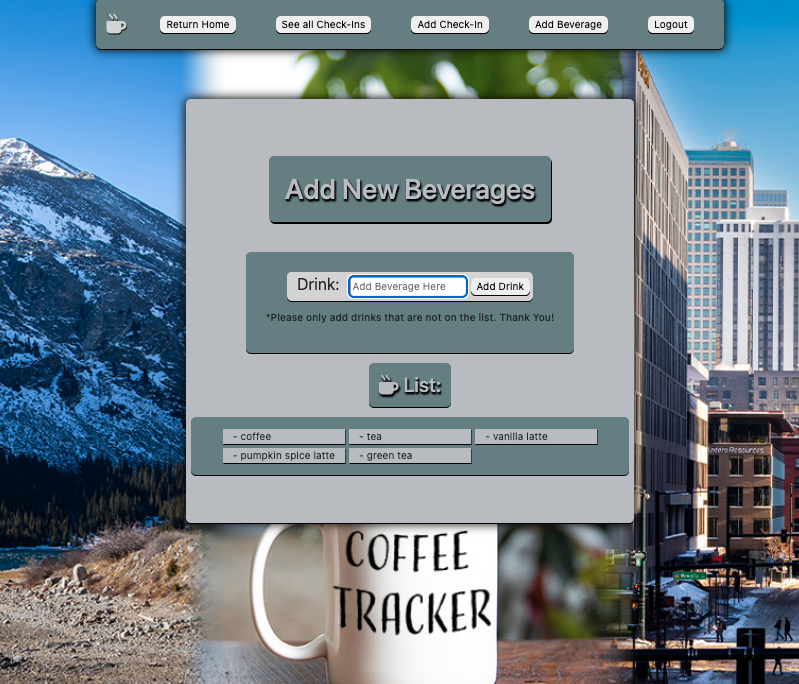 Return Home See all Check-Ins Add Check-In Add Beverage Logout
Add New Beverages
Drink: Add Beverage Here Add Drink
*Please only add drinks that are not on the list. Thank You!
List:
- coffee - tea - vanilla latte
- pumpkin spice latte - green tea
Resources
COFFEE
TRACKER